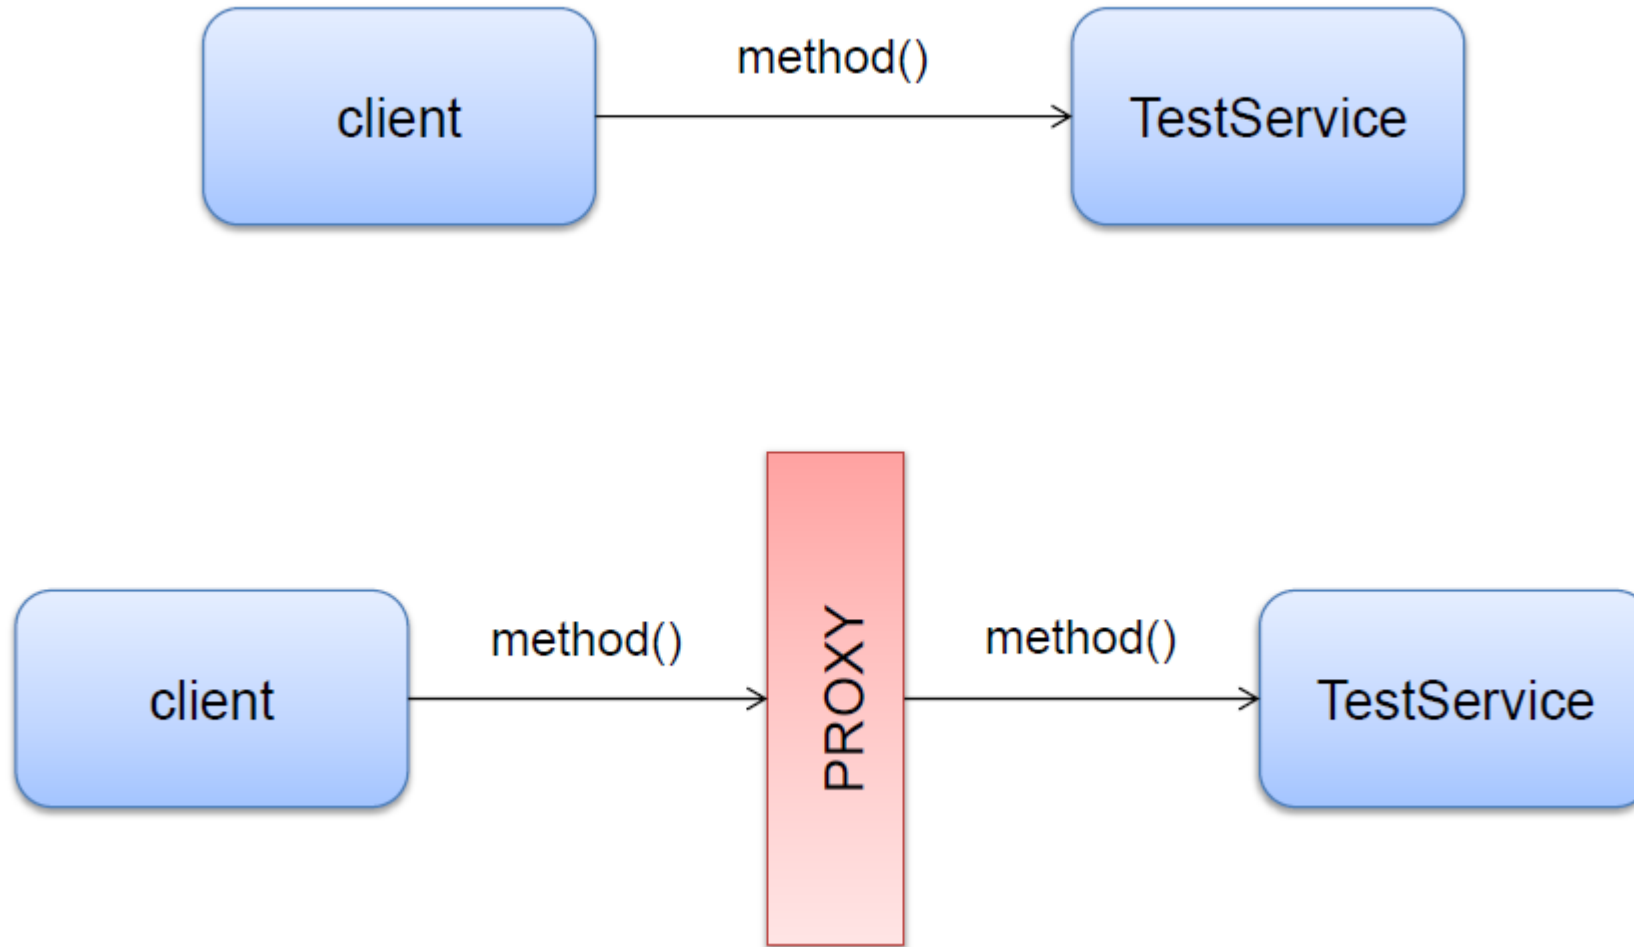 method()
client
TestService
method()
method()
client
PROXY
TestService